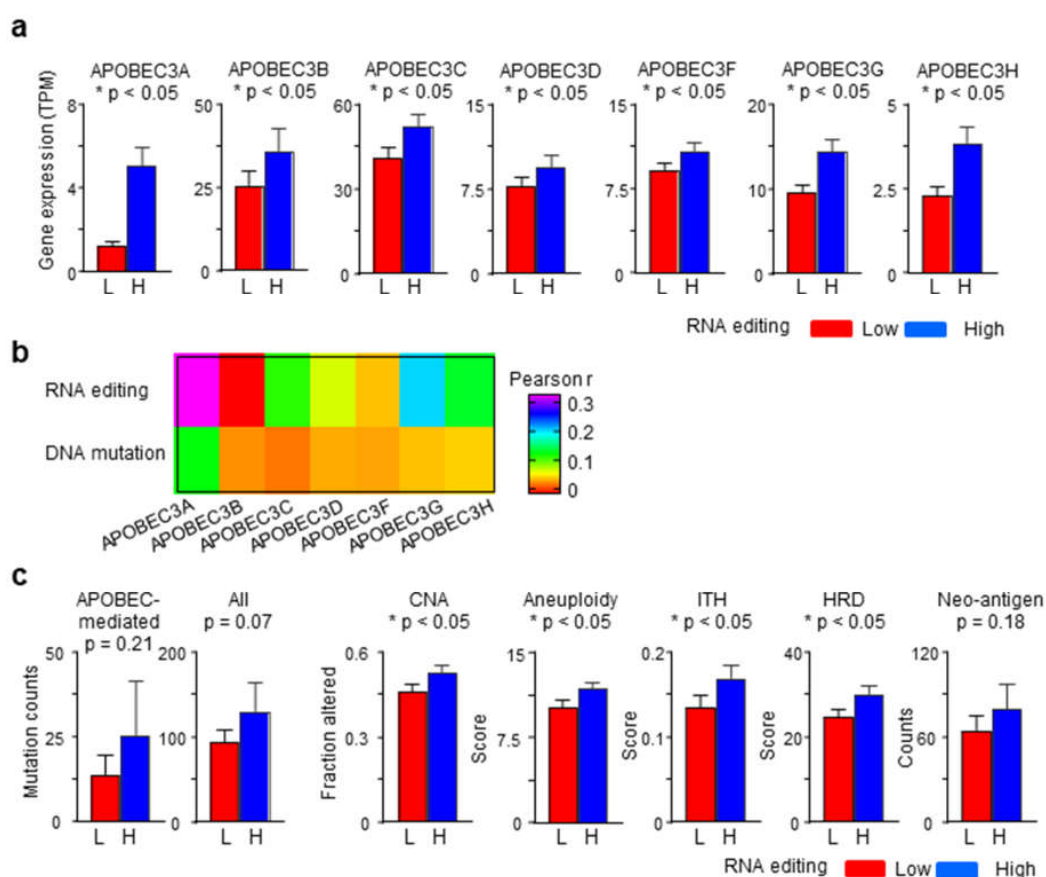 a
APOBEC3A APOBEC3B APOBEC3C APOBEC3D APOBEC3F APOBEC3G APOBEC3H
* p < 0.05 * p < 0.05 * p < 0.05 * p < 0.05 * p < 0.05 * p < 0.05 * p < 0.05
Gene expression (TPM)
8 50 60 15 15 20 5
4 25 30 7.5 7.5 10 2.5
0 0 0 0 0 0 0
L H L H L H L H L H L H L H
RNA editing Low High
b
RNA editing
DNA mutation
APOBEC3A APOBEC3B APOBEC3C APOBEC3D APOBEC3F APOBEC3G APOBEC3H
Pearson r
0.3
0.2
0.1
0
c
APOBEC- All CNA Aneuploidy ITH HRD Neo-antigen
mediated p = 0.07 * p < 0.05 * p < 0.05 * p < 0.05 * p < 0.05 p = 0.18
p = 0.21
Mutation counts
Fraction altered
Score
Score
Score
Counts
50 200 0.6 15 0.2 40 120
25 100 0.3 7.5 0.1 20 60
0 0 0 0 0 0 0
L H L H L H L H L H L H L H
RNA editing Low High